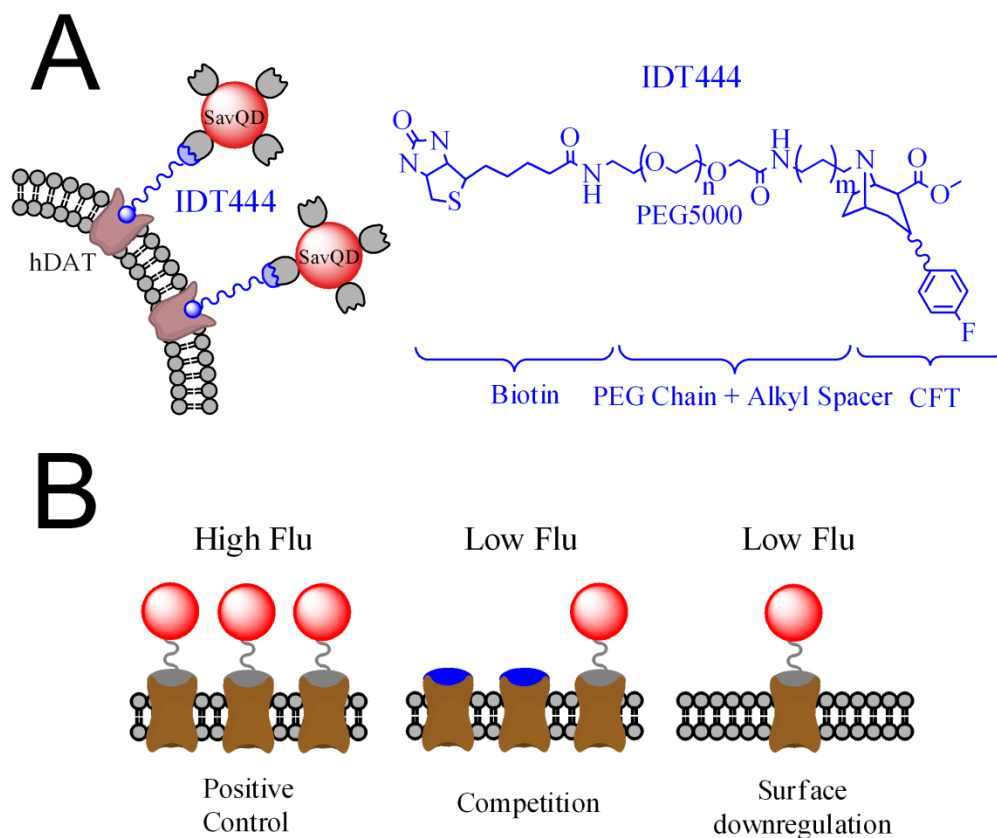 A
SavQD
IDT444
hDAT
SavQD
IDT444
O
N
N
S
O
N
H
O
n
O
O
H
N
m
N
O
O
F
PEG5000
Biotin
PEG Chain + Alkyl Spacer
CFT
B
High Flu
Low Flu
Low Flu
Positive
Control
Competition
Surface
downregulation